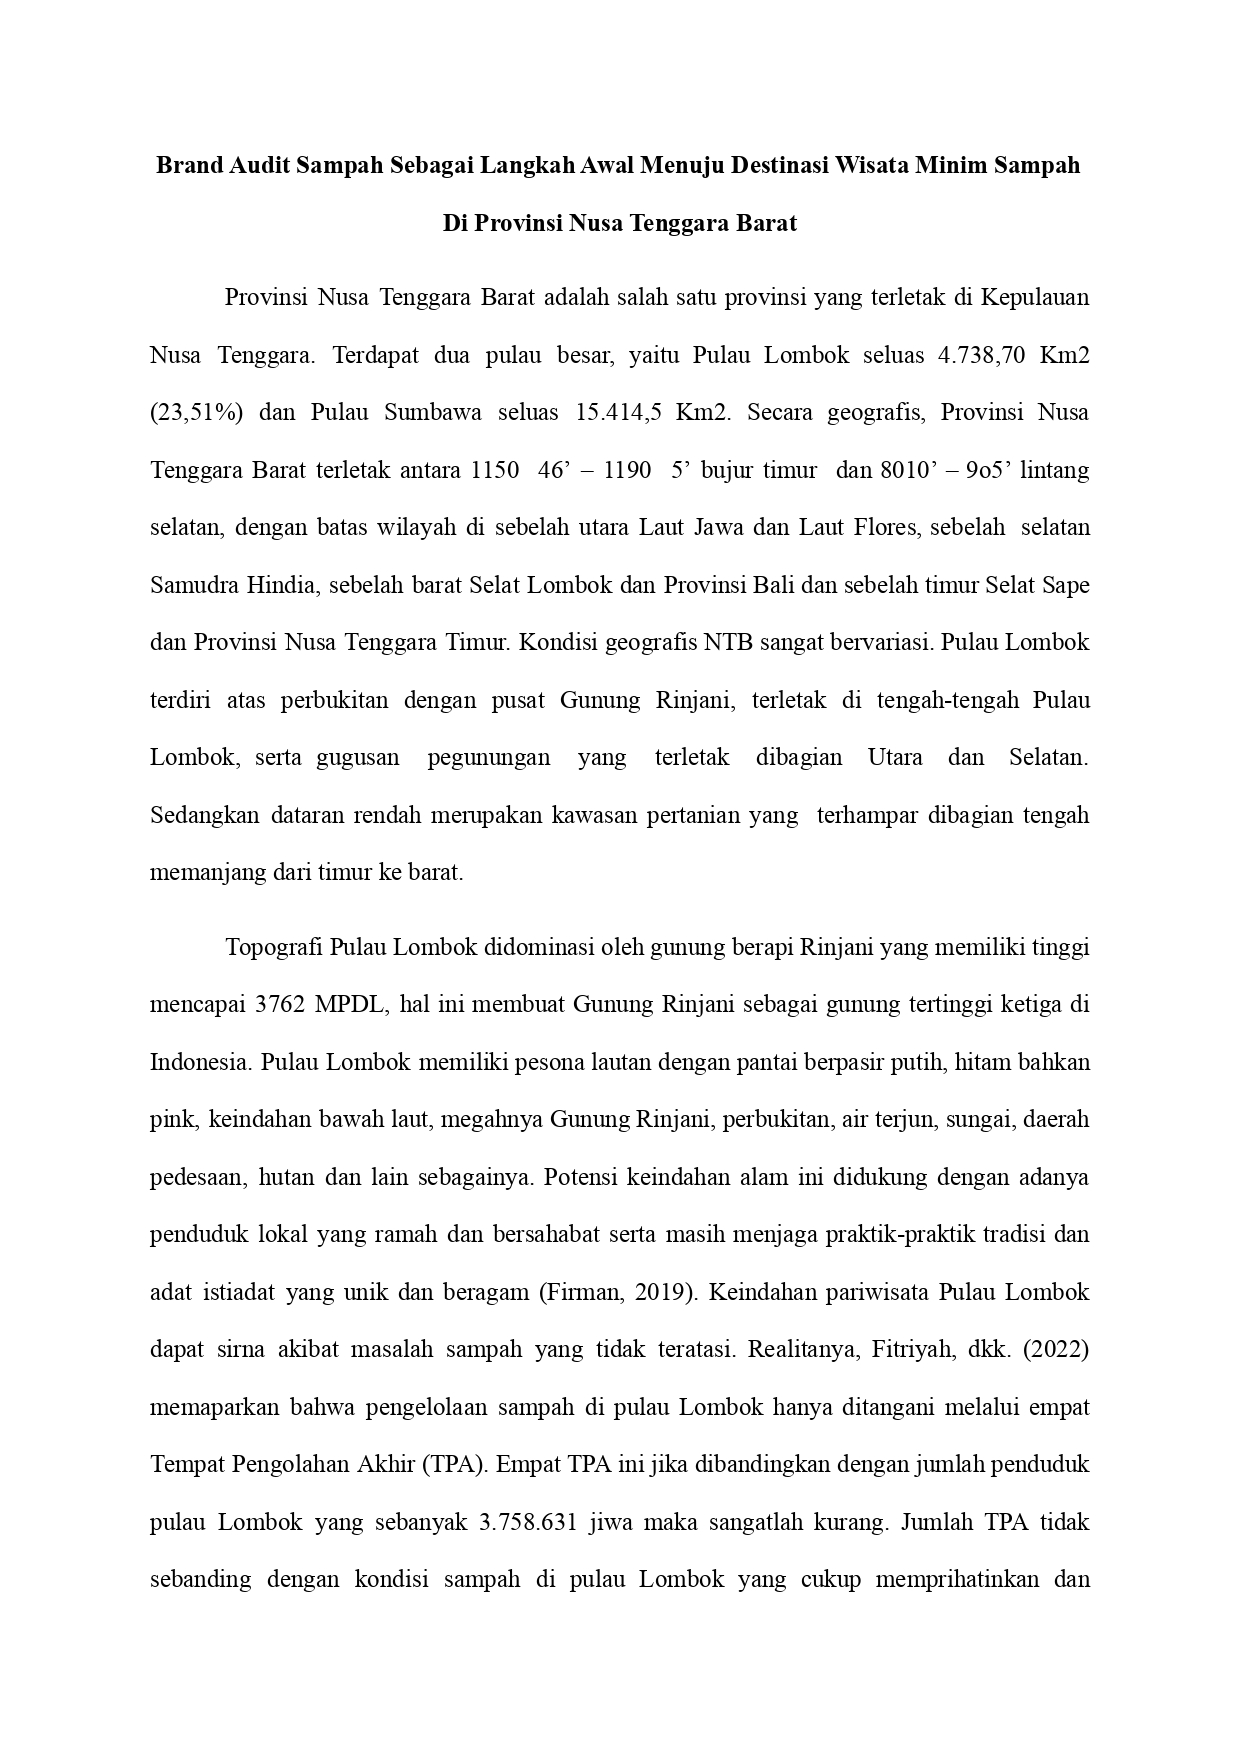 Brand Audit Sampah Sebagai Langkah Awal Menuju Destinasi Wisata Minim Sampah
Di Provinsi Nusa Tenggara Barat
Provinsi Nusa Tenggara Barat adalah salah satu provinsi yang terletak di Kepulauan
Nusa Tenggara. Terdapat dua pulau besar, yaitu Pulau Lombok seluas 4.738,70 Km2
(23,51%) dan Pulau Sumbawa seluas 15.414,5 Km2. Secara geografis, Provinsi Nusa
Tenggara Barat terletak antara 1150 46’ – 1190 5’ bujur timur dan 8010’ – 9o5’ lintang
selatan, dengan batas wilayah di sebelah utara Laut Jawa dan Laut Flores, sebelah selatan
Samudra Hindia, sebelah barat Selat Lombok dan Provinsi Bali dan sebelah timur Selat Sape
dan Provinsi Nusa Tenggara Timur. Kondisi geografis NTB sangat bervariasi. Pulau Lombok
terdiri atas perbukitan dengan pusat Gunung Rinjani, terletak di tengah-tengah Pulau
Lombok, serta gugusan pegunungan yang terletak dibagian Utara dan Selatan.
Sedangkan dataran rendah merupakan kawasan pertanian yang terhampar dibagian tengah
memanjang dari timur ke barat.
Topografi Pulau Lombok didominasi oleh gunung berapi Rinjani yang memiliki tinggi
mencapai 3762 MPDL, hal ini membuat Gunung Rinjani sebagai gunung tertinggi ketiga di
Indonesia. Pulau Lombok memiliki pesona lautan dengan pantai berpasir putih, hitam bahkan
pink, keindahan bawah laut, megahnya Gunung Rinjani, perbukitan, air terjun, sungai, daerah
pedesaan, hutan dan lain sebagainya. Potensi keindahan alam ini didukung dengan adanya
penduduk lokal yang ramah dan bersahabat serta masih menjaga praktik-praktik tradisi dan
adat istiadat yang unik dan beragam (Firman, 2019). Keindahan pariwisata Pulau Lombok
dapat sirna akibat masalah sampah yang tidak teratasi. Realitanya, Fitriyah, dkk. (2022)
memaparkan bahwa pengelolaan sampah di pulau Lombok hanya ditangani melalui empat
Tempat Pengolahan Akhir (TPA). Empat TPA ini jika dibandingkan dengan jumlah penduduk
pulau Lombok yang sebanyak 3.758.631 jiwa maka sangatlah kurang. Jumlah TPA tidak
sebanding dengan kondisi sampah di pulau Lombok yang cukup memprihatinkan dan